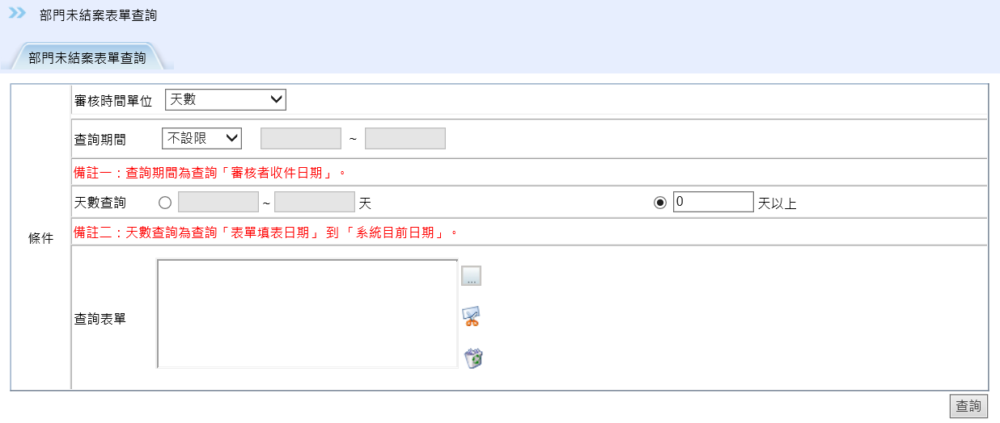 部門未結案表單查詢
部門未結案表單查詢
條件
審核時間單位 天數
查詢期間 不設限 ~
備註一：查詢期間為查詢「審核者收件日期」。
天數查詢 ~ 天 0 天以上
備註二：天數查詢為查詢「表單填表日期」 到 「系統目前日期」。
查詢表單 ...
查詢